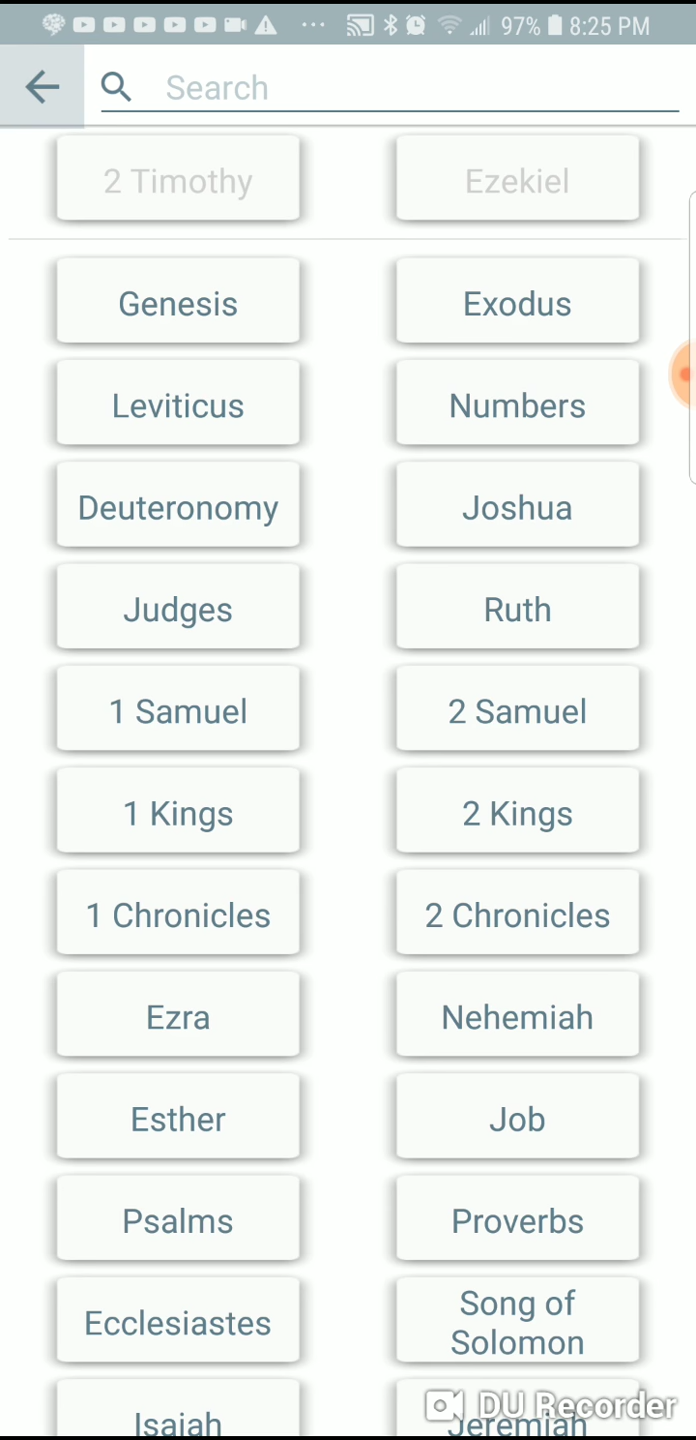 97% 8:25 PM
Search
2 Timothy Ezekiel
Genesis Exodus
Leviticus Numbers
Deuteronomy Joshua
Judges Ruth
1 Samuel 2 Samuel
1 Kings 2 Kings
1 Chronicles 2 Chronicles
Ezra Nehemiah
Esther Job
Psalms Proverbs
Ecclesiastes Song of
Solomon
Isaiah Jeremiah
DU Recorder